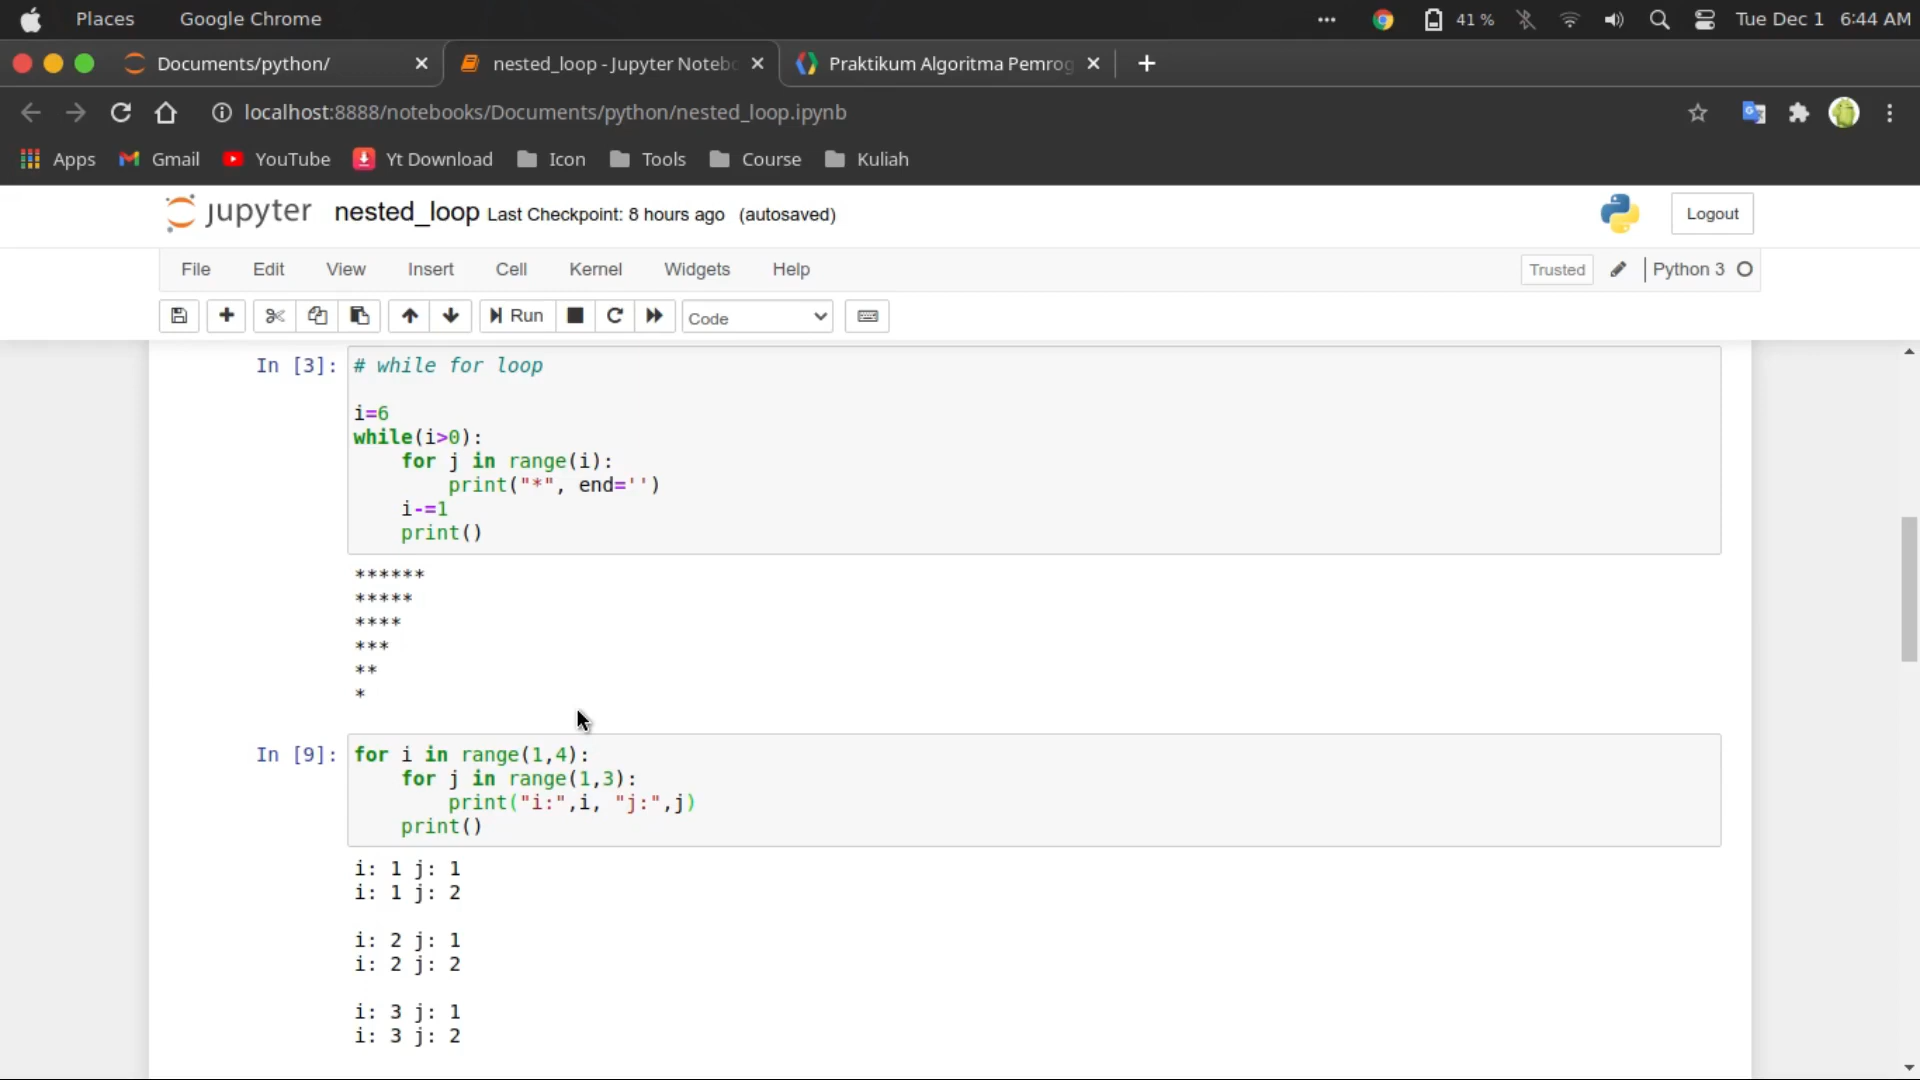 Places Google Chrome ••• 41 % Tue Dec 1 6:44 AM
Documents/python/ nested_loop - Jupyter Notebo Praktikum Algoritma Pemrog
localhost:8888/notebooks/Documents/python/nested_loop.ipynb
Apps Gmail YouTube Yt Download Icon Tools Course Kuliah
jupyter nested_loop Last Checkpoint: 8 hours ago (autosaved) Logout
File Edit View Insert Cell Kernel Widgets Help Trusted Python 3
Run Code
In [3]: # while for loop
i=6
while(i>0):
    for j in range(i):
        print("*", end='')
    i-=1
    print()
******
*****
****
***
**
*
In [9]: for i in range(1,4):
    for j in range(1,3):
        print("i:",i, "j:",j)
    print()
i: 1 j: 1
i: 1 j: 2
i: 2 j: 1
i: 2 j: 2
i: 3 j: 1
i: 3 j: 2